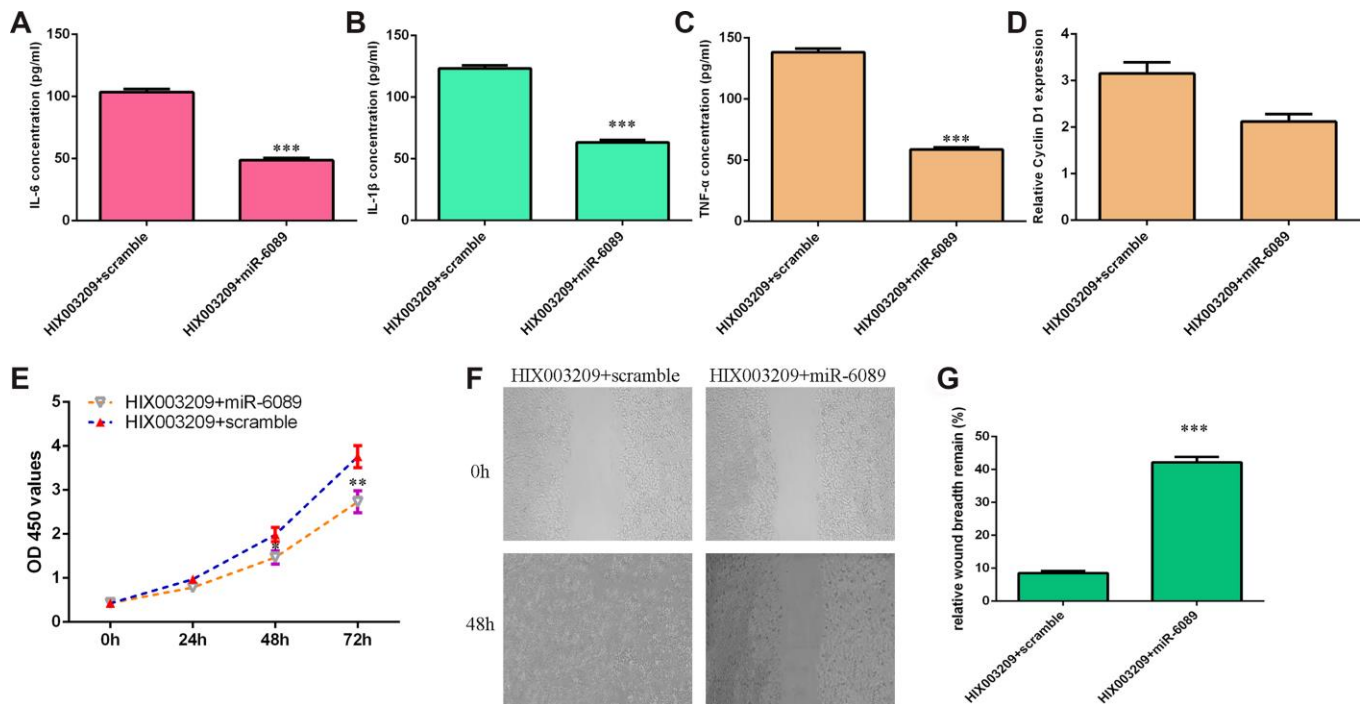 A
IL-6 concentration (pg/ml)
150
100
50
0
***
HIX003209+scramble
HIX003209+miR-6089
B
IL-1β concentration (pg/ml)
150
100
50
0
***
HIX003209+scramble
HIX003209+miR-6089
C
TNF-α concentration (pg/ml)
150
100
50
0
***
HIX003209+scramble
HIX003209+miR-6089
D
Relative Cyclin D1 expression
4
3
2
1
0
HIX003209+scramble
HIX003209+miR-6089
E
OD 450 values
5
4
3
2
1
0
HIX003209+miR-6089
HIX003209+scramble
*
**
0h 24h 48h 72h
F
HIX003209+scramble HIX003209+miR-6089
0h
48h
G
relative wound breadth remain (%)
50
40
30
20
10
0
***
HIX003209+scramble
HIX003209+miR-6089